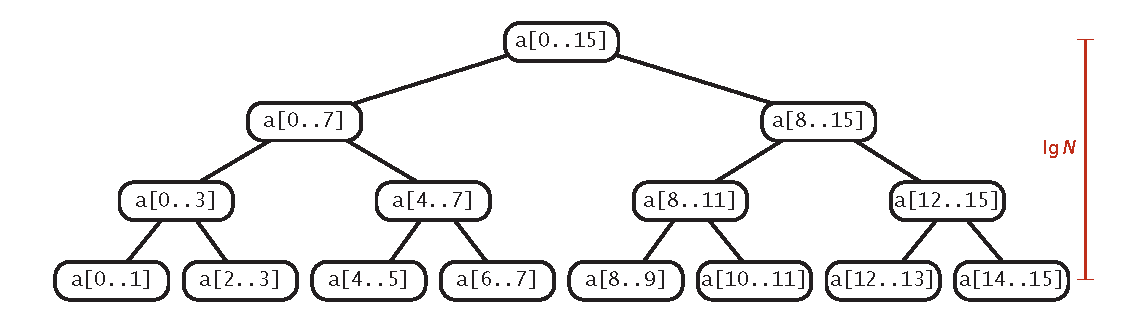 a[0..15]
a[0..7]
a[8..15]
lg N
a[0..3]
a[4..7]
a[8..11]
a[12..15]
a[0..1]
a[2..3]
a[4..5]
a[6..7]
a[8..9]
a[10..11]
a[12..13]
a[14..15]